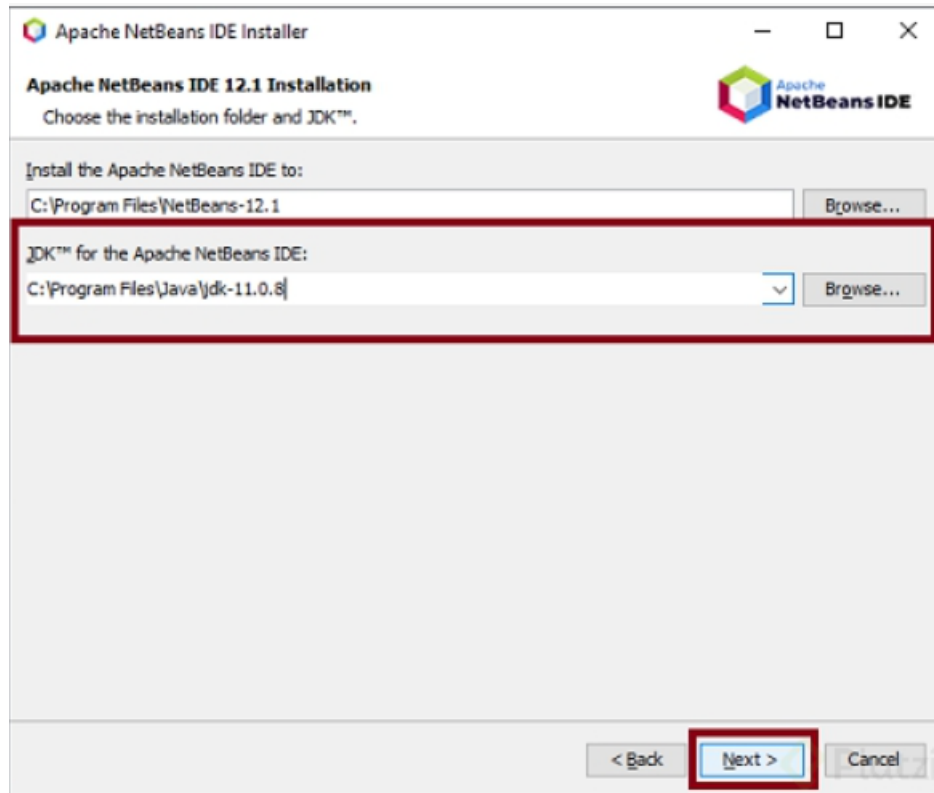 Apache NetBeans IDE Installer
Apache NetBeans IDE 12.1 Installation
Choose the installation folder and JDK™.
Apache
NetBeans IDE
Install the Apache NetBeans IDE to:
C:\Program Files\NetBeans-12.1
Browse...
JDK™ for the Apache NetBeans IDE:
C:\Program Files\Java\jdk-11.0.8
Browse...
< Back
Next >
Cancel
Platzi